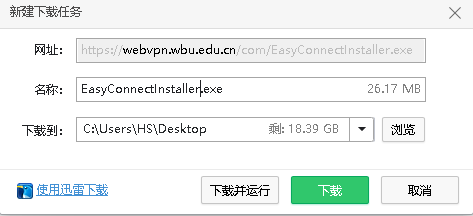 新建下载任务
网址: https://webvpn.wbu.edu.cn/com/EasyConnectInstaller.exe
名称: EasyConnectInstaller.exe 26.17 MB
下载到: C:\Users\HS\Desktop 剩: 18.39 GB 浏览
使用迅雷下载 下载并运行 下载 取消